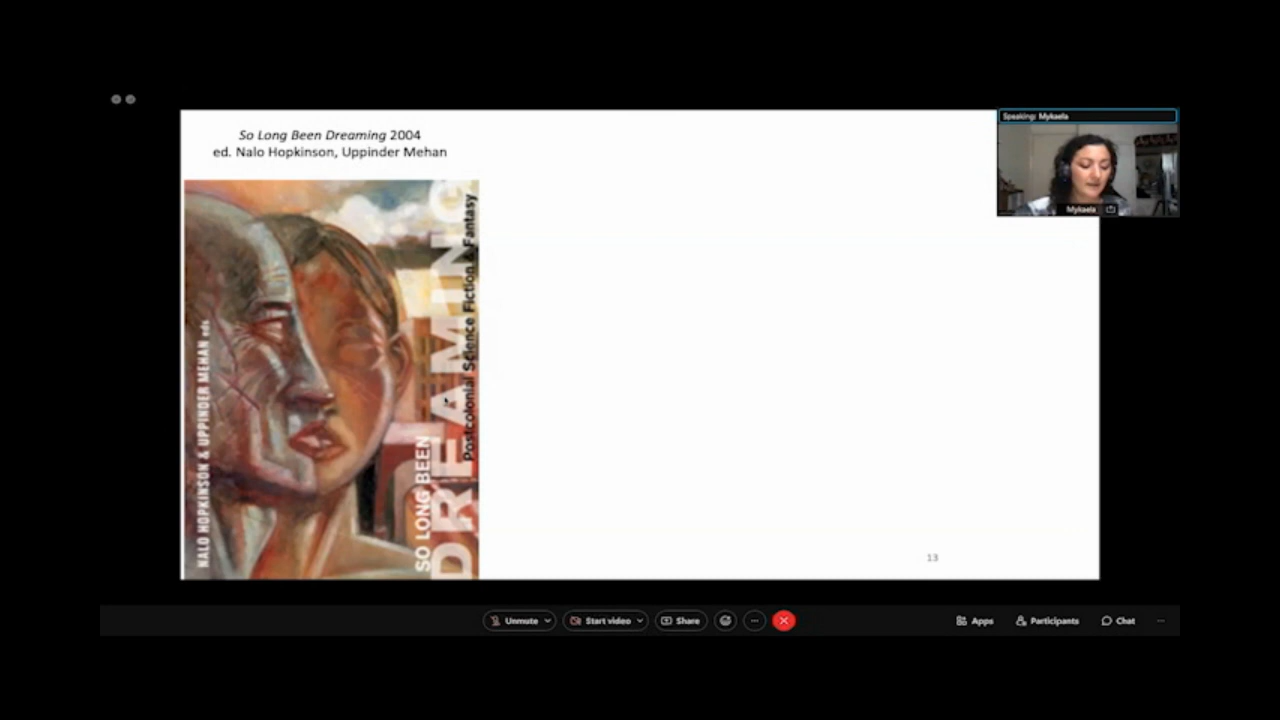 So Long Been Dreaming 2004
ed. Nalo Hopkinson, Uppinder Mehan
NALO HOPKINSON & UPPINDER MEHAN eds
SO LONG BEEN
DREAMING
Postcolonial Science Fiction & Fantasy
13
Speaking: Mykaela
Mykaela
Unmute
Start video
Share
Apps
Participants
Chat